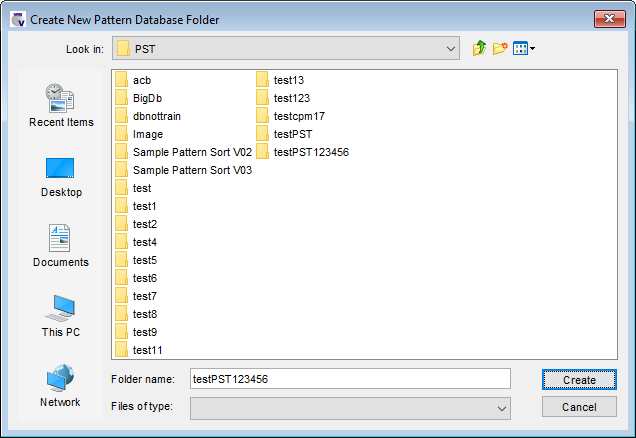 Create New Pattern Database Folder
Look in: PST
Recent Items
Desktop
Documents
This PC
Network
acb
BigDb
dbnottrain
Image
Sample Pattern Sort V02
Sample Pattern Sort V03
test
test1
test2
test4
test5
test6
test7
test8
test9
test11
test13
test123
testcpm17
testPST
testPST123456
Folder name: testPST123456
Create
Files of type:
Cancel